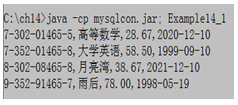 C:\ch14>java -cp mysqlcon.jar; Example14_1
7-302-01465-5,高等数学,28.67,2020-12-10
7-352-01465-8,大学英语,58.50,1999-09-10
8-302-08465-8,月亮湾,38.67,2021-12-10
9-352-91465-7,雨后,78.00,1998-05-19